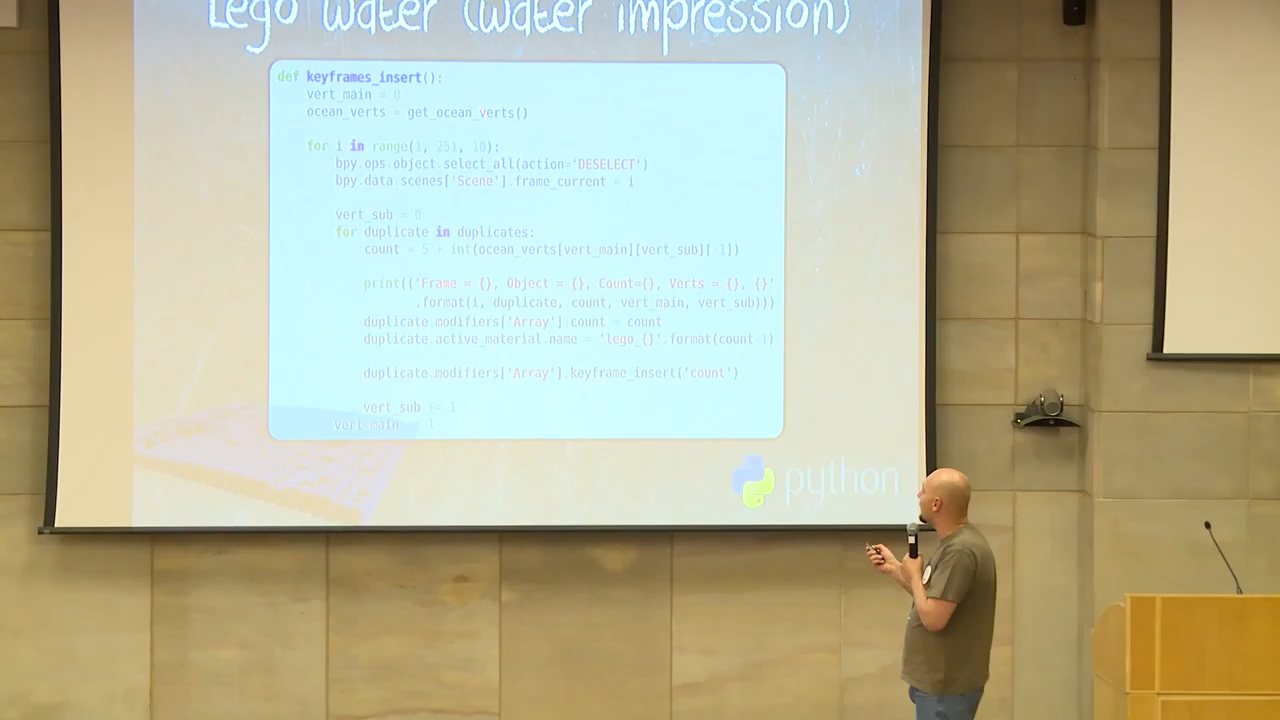 Lego Water (water impression)
def keyframes_insert():
vert_main = 0
ocean_verts = get_ocean_verts()
for i in range(1, 251, 10):
bpy.ops.object.select_all(action='DESELECT')
bpy.data.scenes['Scene'].frame_current = i
vert_sub = 0
for duplicate in duplicates:
count = 5 + int(ocean_verts[vert_main][vert_sub][-1])
print(('Frame = {}, Object = {}, Count={}, Verts = {}, {}'
.format(i, duplicate, count, vert_main, vert_sub)))
duplicate.modifiers['Array'].count = count
duplicate.active_material.name = 'lego_{}'.format(count-1)
duplicate.modifiers['Array'].keyframe_insert('count')
vert_sub += 1
vert_main += 1
python